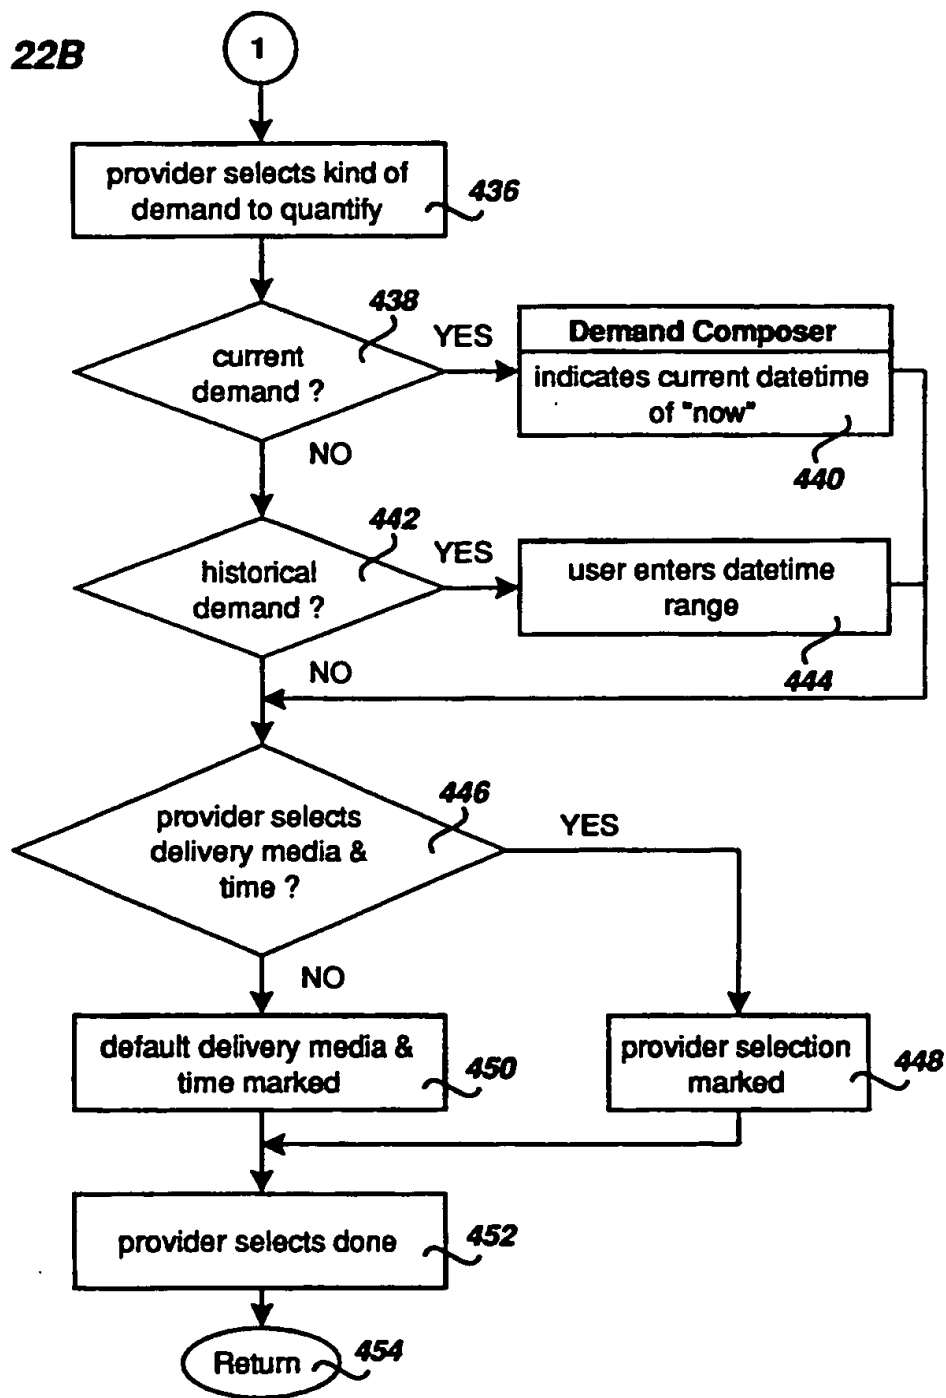 22B
1
provider selects kind of
demand to quantify
436
438
current
demand ?
YES
Demand Composer
indicates current datetime
of "now"
440
NO
442
historical
demand ?
YES
user enters datetime
range
444
NO
446
provider selects
delivery media &
time ?
YES
NO
default delivery media &
time marked
450
provider selection
marked
448
provider selects done
452
Return
454